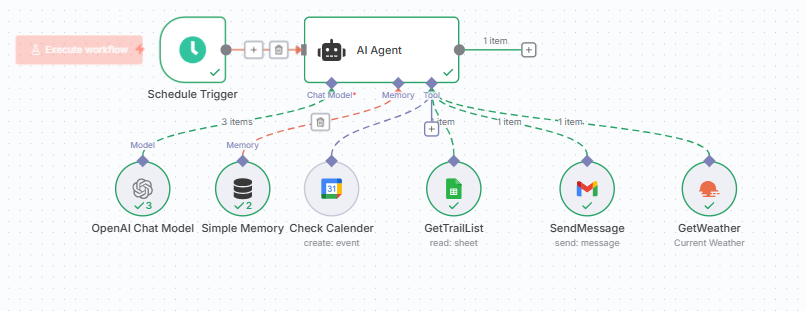 Execute workflow
1 item
AI Agent
Schedule Trigger
Chat Model*
Memory
Tool
3 items
item
1 item
1 item
Model
Memory
31
3
2
OpenAI Chat Model
Simple Memory
Check Calender
GetTrailList
SendMessage
GetWeather
create: event
read: sheet
send: message
Current Weather